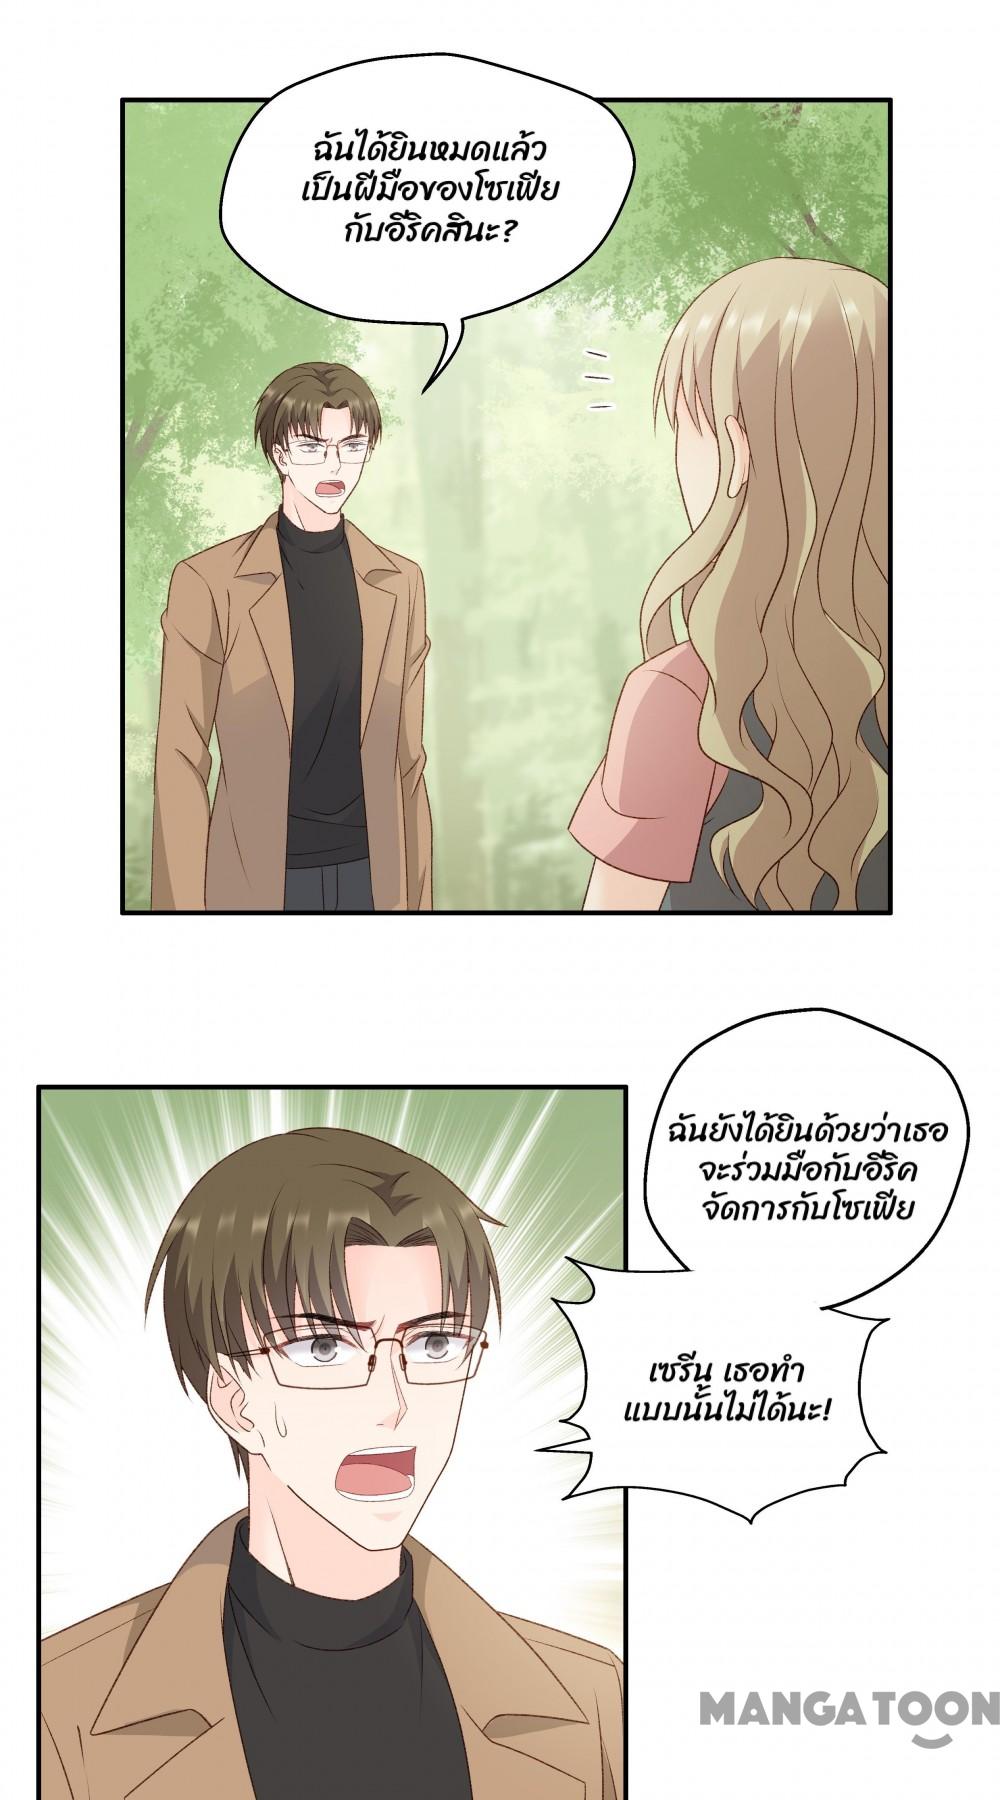 ฉันได้ยินหมดแล้ว
เป็นฝีมือของโซเฟีย
กับอีริคสินะ?
ฉันยังได้ยินด้วยว่าเธอ
จะร่วมมือกับอีริค
จัดการกับโซเฟีย
เซรีน เธอทำ
แบบนั้นไม่ได้นะ!
MANGATOON